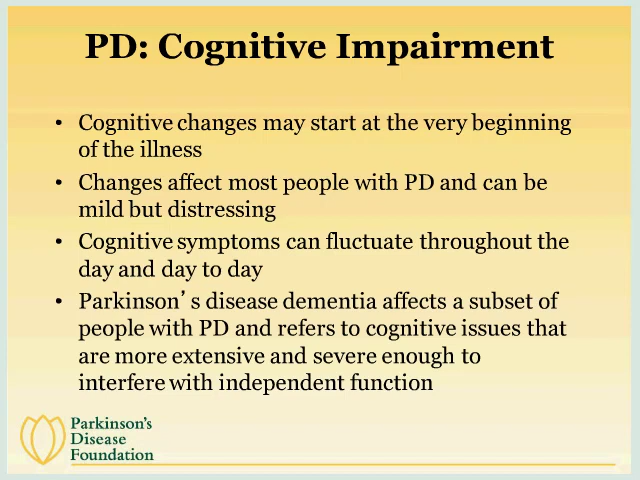 PD: Cognitive Impairment
• Cognitive changes may start at the very beginning
of the illness
• Changes affect most people with PD and can be
mild but distressing
• Cognitive symptoms can fluctuate throughout the
day and day to day
• Parkinson’s disease dementia affects a subset of
people with PD and refers to cognitive issues that
are more extensive and severe enough to
interfere with independent function
Parkinson's
Disease
Foundation